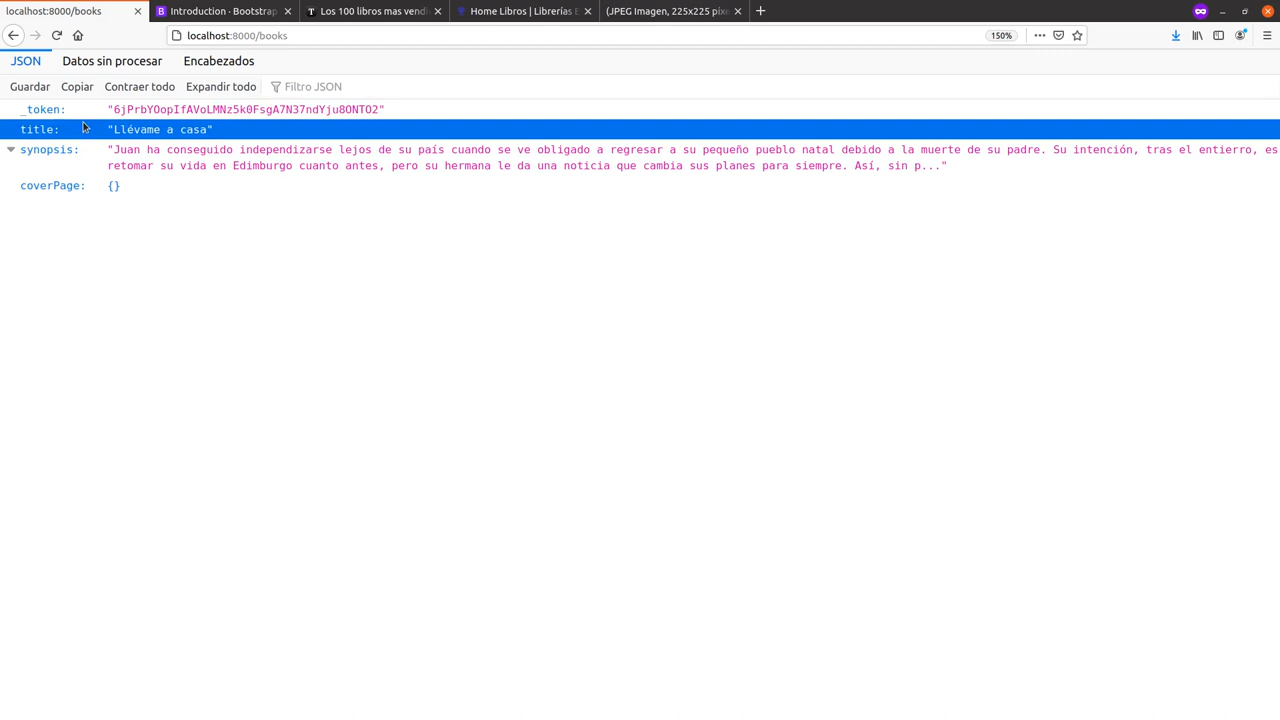 localhost:8000/books
Introduction · Bootstrap
Los 100 libros mas vendi
Home Libros | Librerías
(JPEG Imagen, 225x225 píxe
localhost:8000/books
150%
JSON
Datos sin procesar
Encabezados
Guardar
Copiar
Contraer todo
Expandir todo
Filtro JSON
_token: "6jPrbYOopIfAVoLMNz5k0FsgA7N37ndYju8ONTO2"
title: "Llévame a casa"
synopsis: "Juan ha conseguido independizarse lejos de su país cuando se ve obligado a regresar a su pequeño pueblo natal debido a la muerte de su padre. Su intención, tras el entierro, es
retomar su vida en Edimburgo cuanto antes, pero su hermana le da una noticia que cambia sus planes para siempre. Así, sin p..."
coverPage: {}